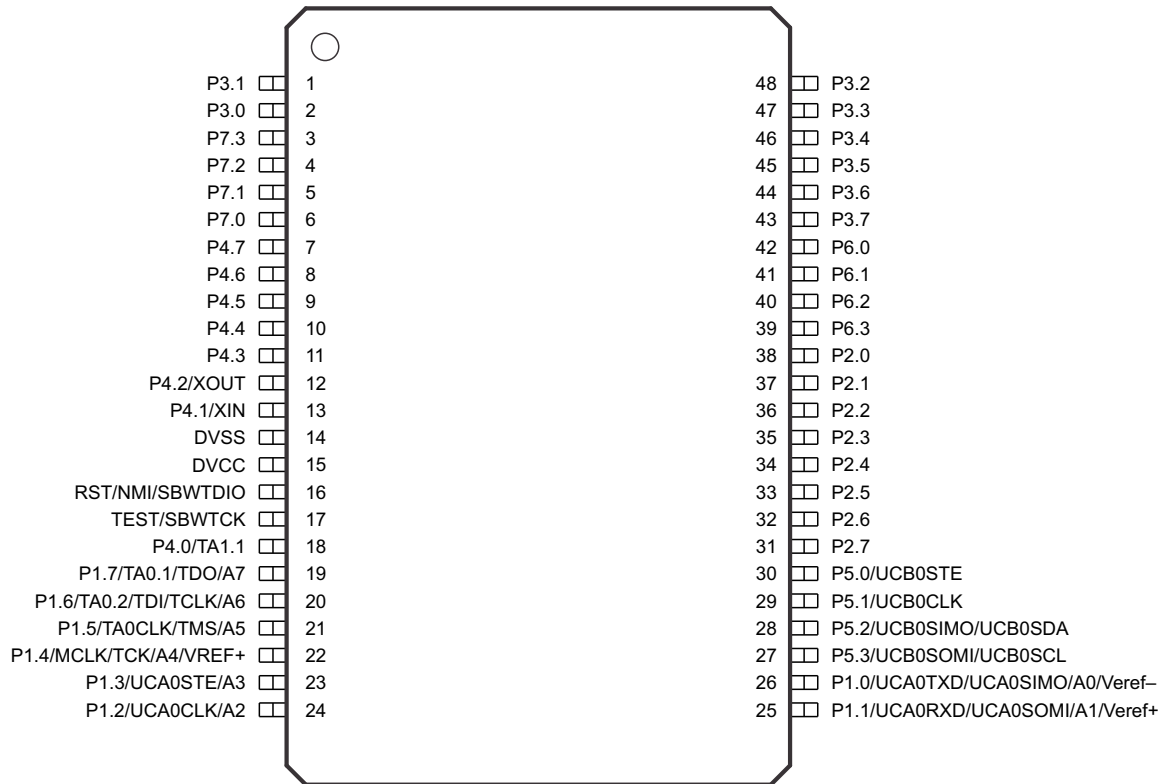 P3.1 1 48 P3.2
P3.0 2 47 P3.3
P7.3 3 46 P3.4
P7.2 4 45 P3.5
P7.1 5 44 P3.6
P7.0 6 43 P3.7
P4.7 7 42 P6.0
P4.6 8 41 P6.1
P4.5 9 40 P6.2
P4.4 10 39 P6.3
P4.3 11 38 P2.0
P4.2/XOUT 12 37 P2.1
P4.1/XIN 13 36 P2.2
DVSS 14 35 P2.3
DVCC 15 34 P2.4
RST/NMI/SBWTDIO 16 33 P2.5
TEST/SBWTCK 17 32 P2.6
P4.0/TA1.1 18 31 P2.7
P1.7/TA0.1/TDO/A7 19 30 P5.0/UCB0STE
P1.6/TA0.2/TDI/TCLK/A6 20 29 P5.1/UCB0CLK
P1.5/TA0CLK/TMS/A5 21 28 P5.2/UCB0SIMO/UCB0SDA
P1.4/MCLK/TCK/A4/VREF+ 22 27 P5.3/UCB0SOMI/UCB0SCL
P1.3/UCA0STE/A3 23 26 P1.0/UCA0TXD/UCA0SIMO/A0/Veref–
P1.2/UCA0CLK/A2 24 25 P1.1/UCA0RXD/UCA0SOMI/A1/Veref+